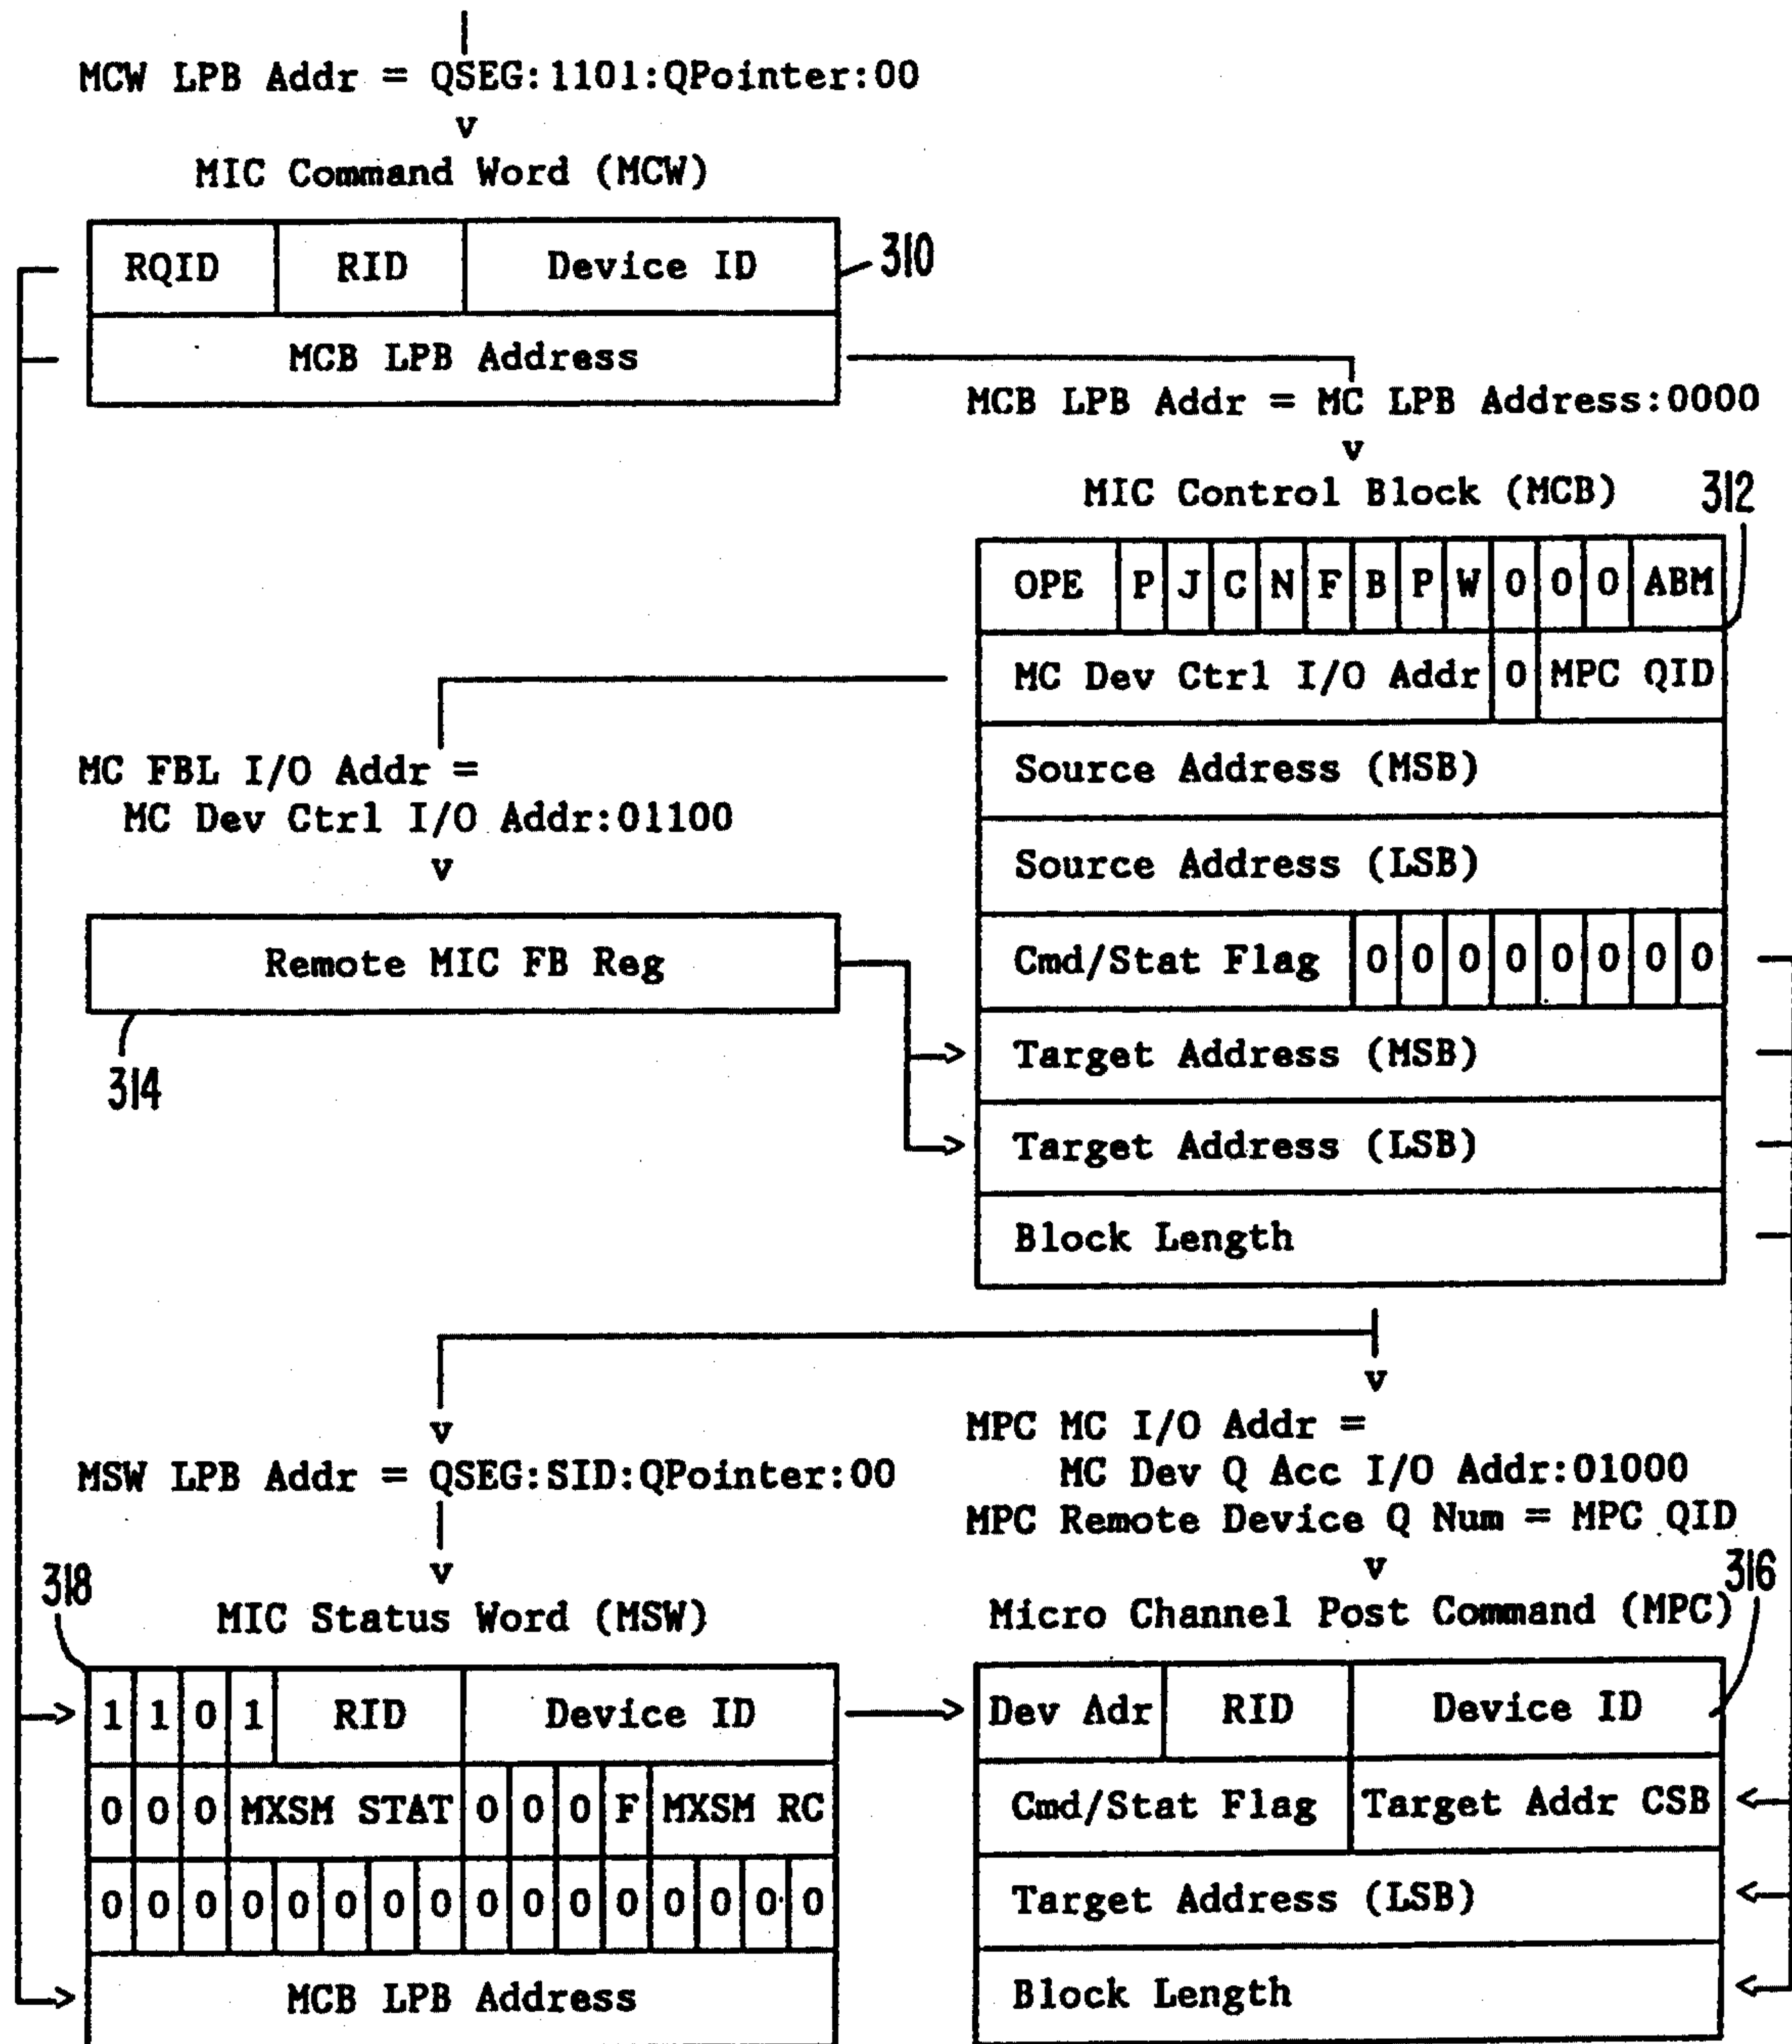 MCW LPB Addr = QSEG:1101:QPointer:00
v
MIC Command Word (MCW)
RQID RID Device ID 310
MCB LPB Address
MCB LPB Addr = MC LPB Address:0000
v
MIC Control Block (MCB) 312
OPE P J C N F B P W 0 0 0 ABM
MC Dev Ctrl I/O Addr 0 MPC QID
Source Address (MSB)
MC FBL I/O Addr =
MC Dev Ctrl I/O Addr:01100
v
Source Address (LSB)
Remote MIC FB Reg
314
Cmd/Stat Flag 0 0 0 0 0 0 0 0
Target Address (MSB)
Target Address (LSB)
Block Length
v
MSW LPB Addr = QSEG:SID:QPointer:00
v
318
MIC Status Word (MSW)
1 1 0 1 RID Device ID
0 0 0 MXSM STAT 0 0 0 F MXSM RC
0 0 0 0 0 0 0 0 0 0 0 0 0 0 0 0
MCB LPB Address
v
MPC MC I/O Addr =
MC Dev Q Acc I/O Addr:01000
MPC Remote Device Q Num = MPC QID
v
316
Micro Channel Post Command (MPC)
Dev Adr RID Device ID
Cmd/Stat Flag Target Addr CSB
Target Address (LSB)
Block Length